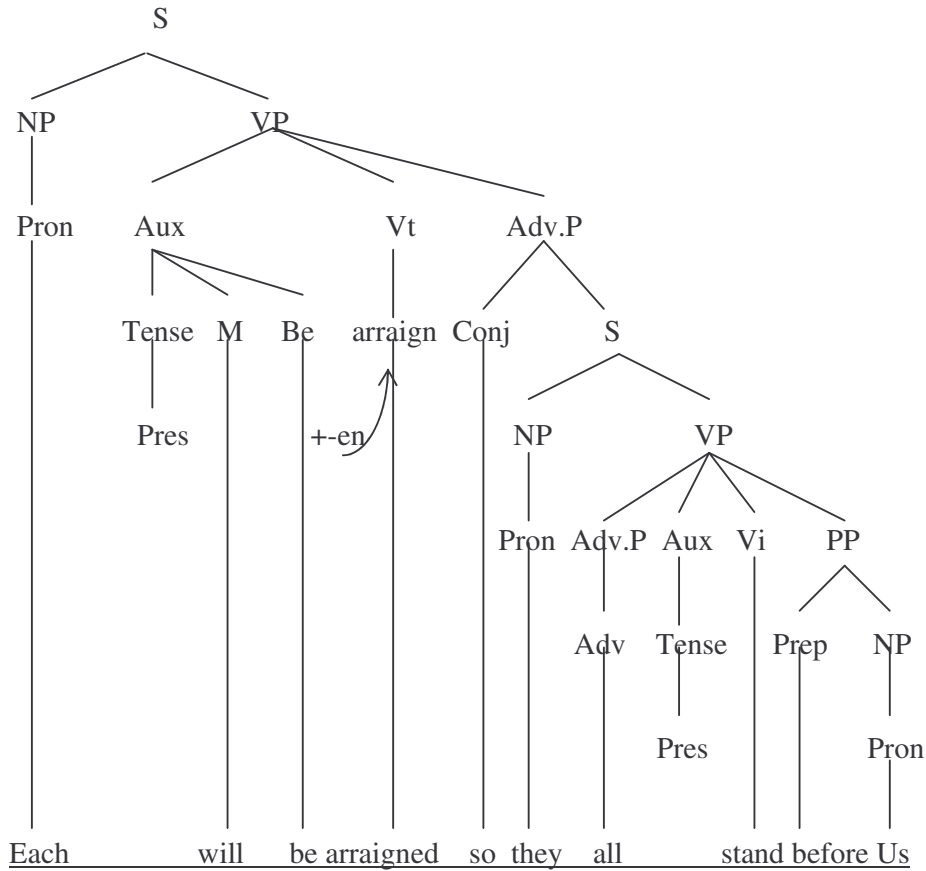 S
NP VP
Pron Aux Vt Adv.P
Tense M Be arraign Conj S
Pres +-en NP VP
Pron Adv.P Aux Vi PP
Adv Tense Prep NP
Pres Pron
Each will be arraigned so they all stand before Us